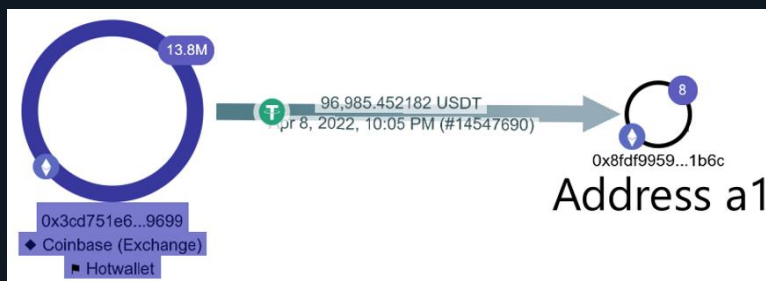 13.8M
96,985.452182 USDT
Apr 8, 2022, 10:05 PM (#14547690)
8
0x3cd751e6...9699
Coinbase (Exchange)
Hotwallet
0x8fdf9959...1b6c
Address a1